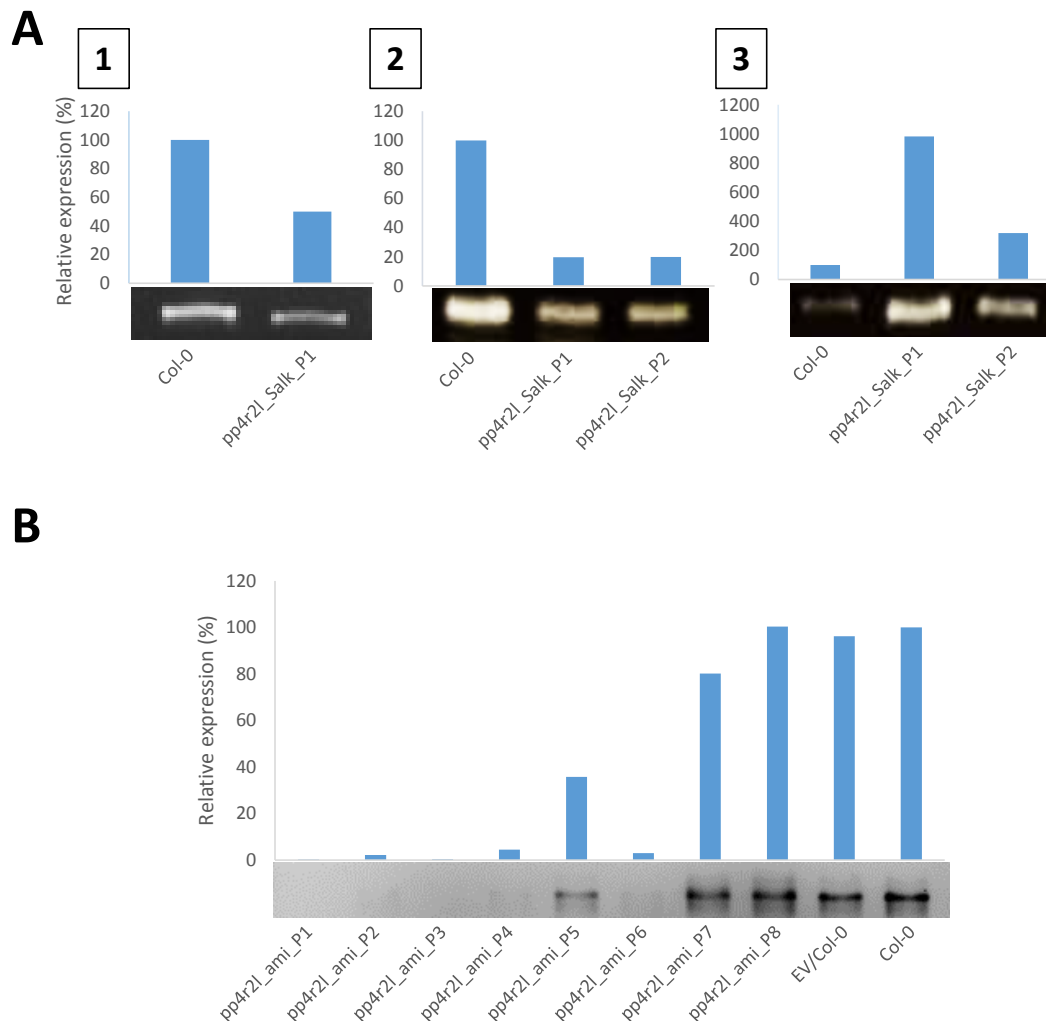 A
1
2
3
Relative expression (%)
120
100
80
60
40
20
0
Col-0
pp4r2l_Salk_P1
120
100
80
60
40
20
0
Col-0
pp4r2l_Salk_P1
pp4r2l_Salk_P2
1200
1000
800
600
400
200
0
Col-0
pp4r2l_Salk_P1
pp4r2l_Salk_P2
B
Relative expression (%)
120
100
80
60
40
20
0
pp4r2l_ami_P1
pp4r2l_ami_P2
pp4r2l_ami_P3
pp4r2l_ami_P4
pp4r2l_ami_P5
pp4r2l_ami_P6
pp4r2l_ami_P7
pp4r2l_ami_P8
EV/Col-0
Col-0